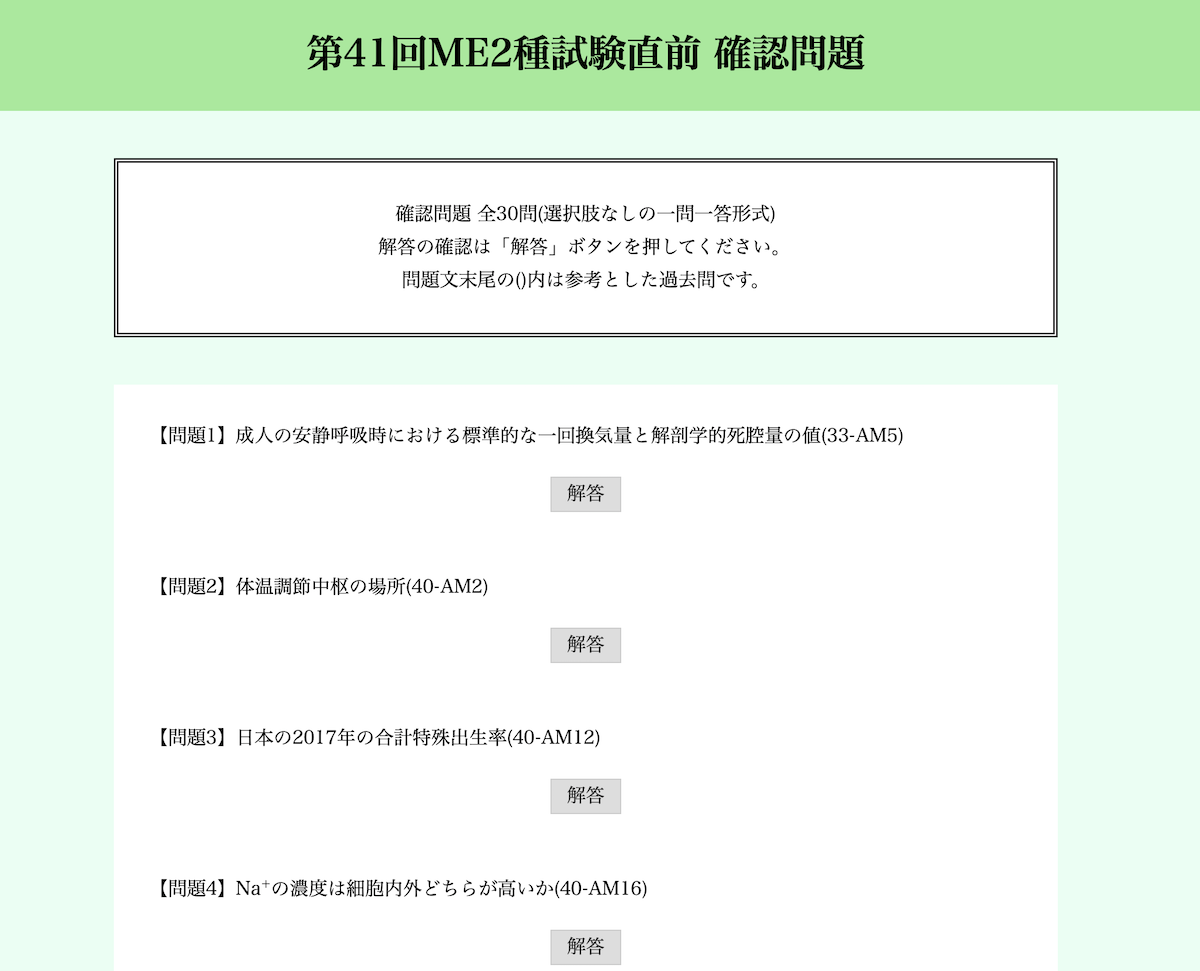 第41回ME2種試験直前 確認問題
確認問題 全30問(選択肢なしの一問一答形式)
解答の確認は「解答」ボタンを押してください。
問題文末尾の()内は参考とした過去問です。
【問題1】成人の安静呼吸時における標準的な一回換気量と解剖学的死腔量の値(33-AM5)
解答
【問題2】体温調節中枢の場所(40-AM2)
解答
【問題3】日本の2017年の合計特殊出生率(40-AM12)
解答
【問題4】Na⁺の濃度は細胞内外どちらが高いか(40-AM16)
解答